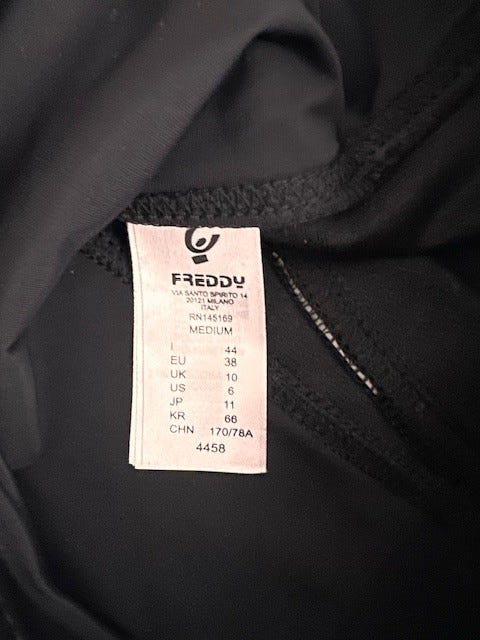 FREDDY
VIA SANTO SPIRITO 14
20121 MILANO
ITALY
RN145169
MEDIUM
I 44
EU 38
UK 10
US 6
JP 11
KR 66
CHN 170/78A
4458